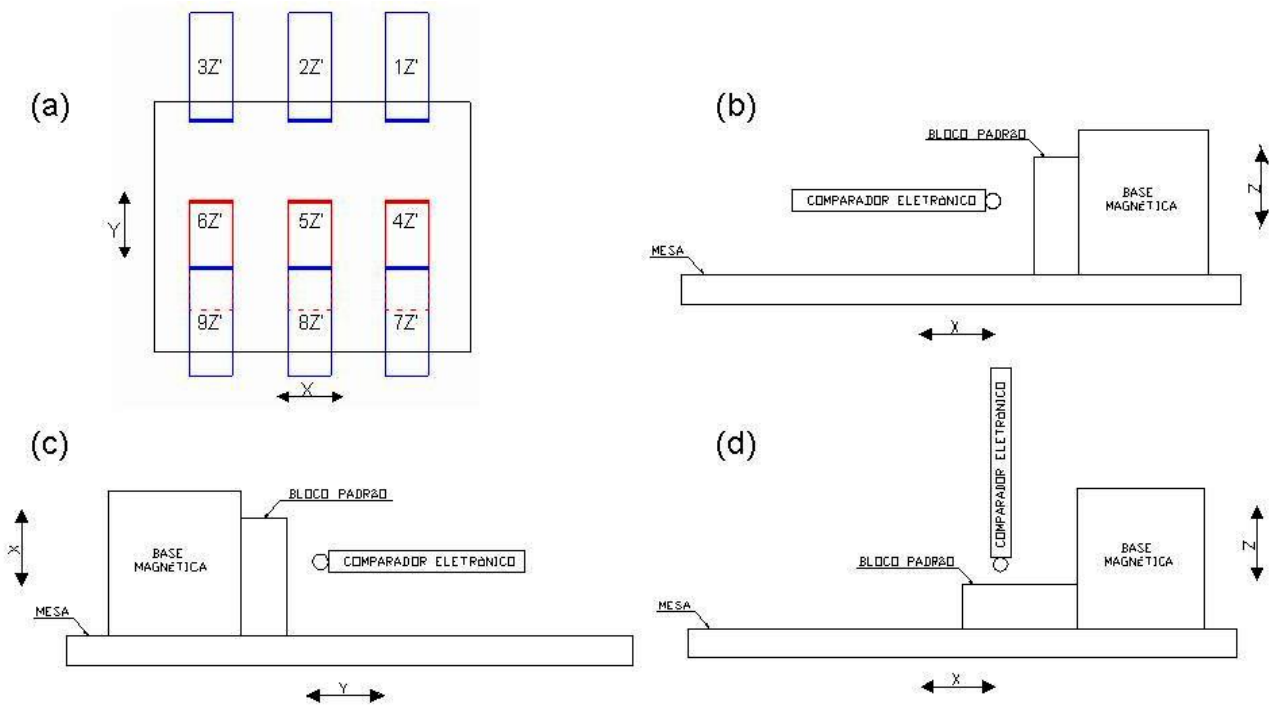 (a)
3Z' 2Z' 1Z'
6Z' 5Z' 4Z'
9Z' 8Z' 7Z'
Y
X
(b)
BLOCO PADRÃO
COMPARADOR ELETRÔNICO
BASE
MAGNÉTICA
MESA
Z
X
(c)
BLOCO PADRÃO
BASE
MAGNÉTICA
COMPARADOR ELETRÔNICO
MESA
X
Y
(d)
COMPARADOR ELETRÔNICO
BLOCO PADRÃO
BASE
MAGNÉTICA
MESA
Z
X